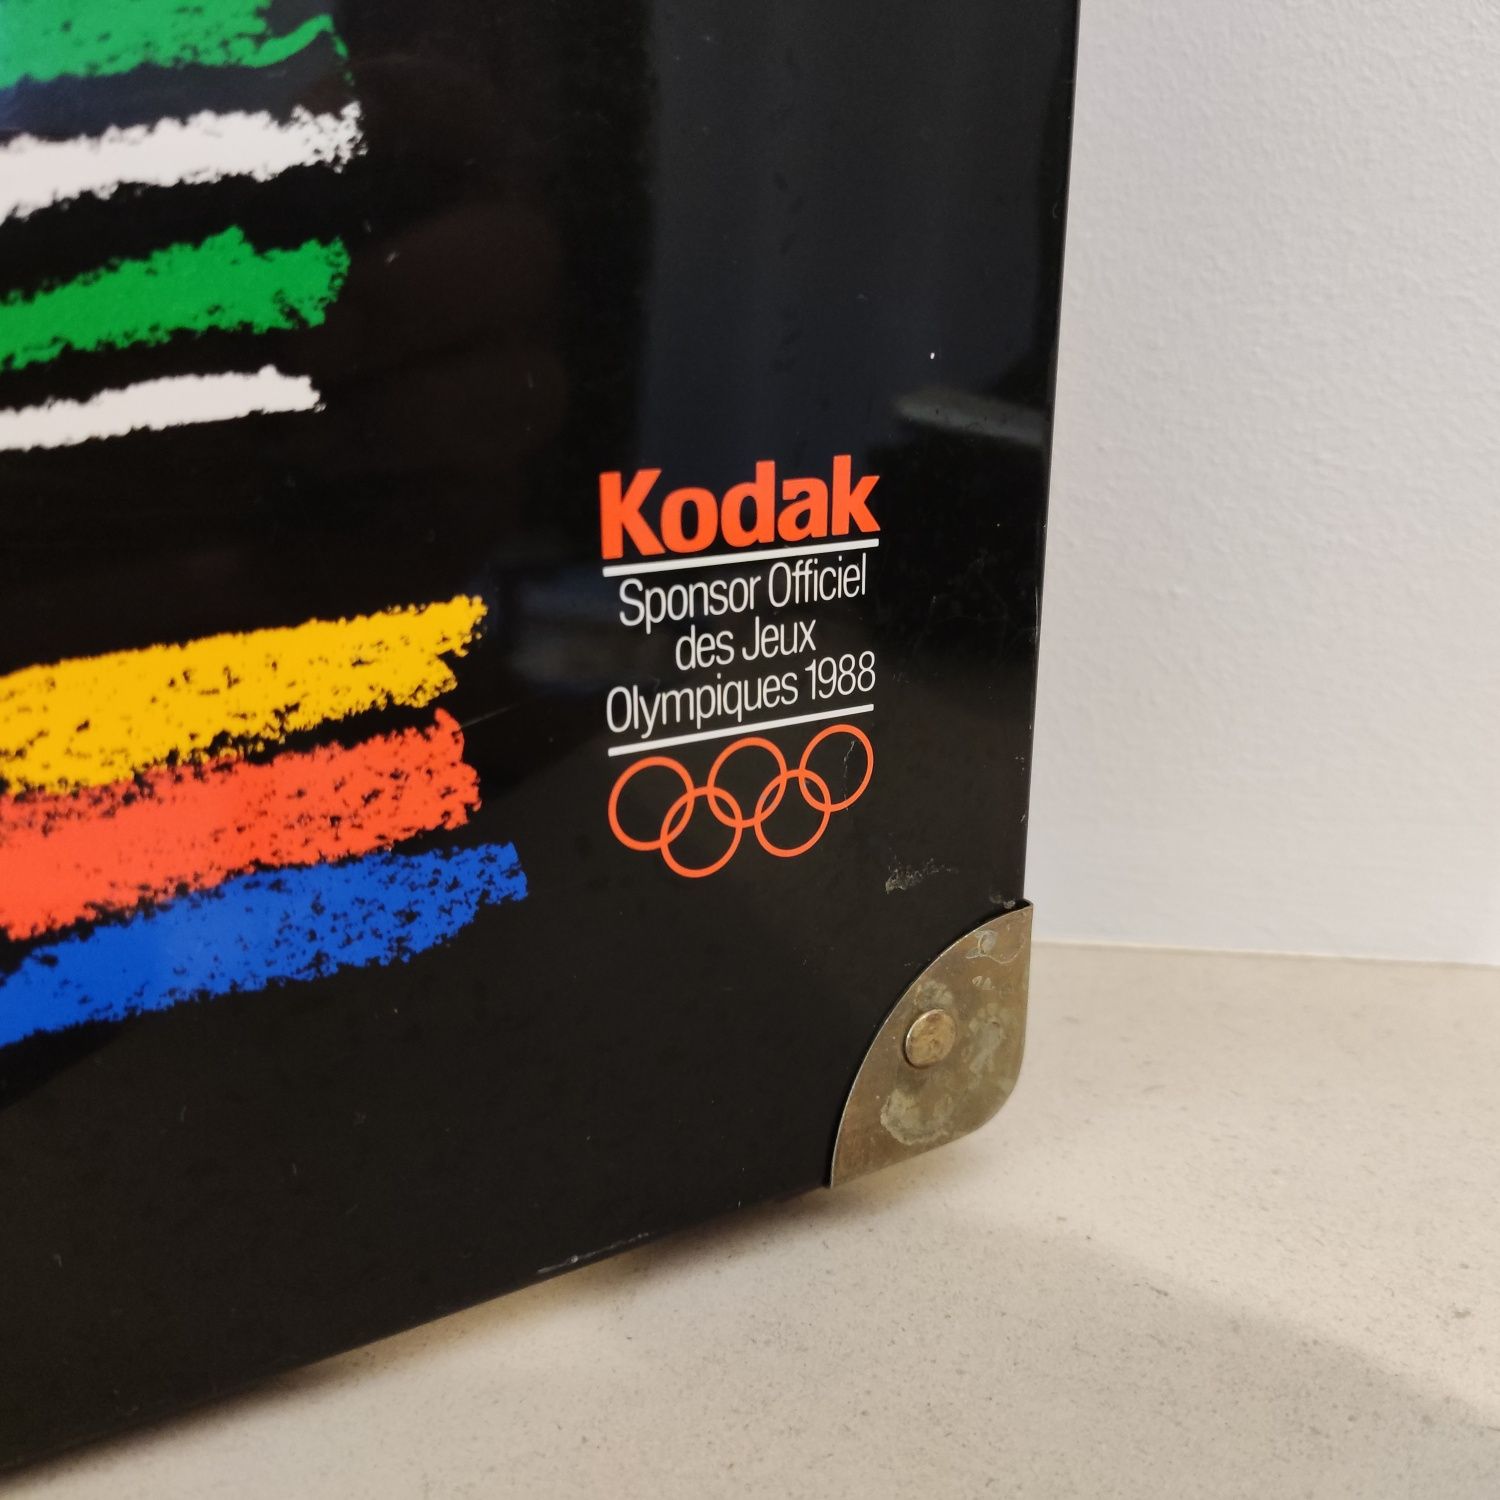 Kodak
Sponsor Officiel
des Jeux
Olympiques 1988